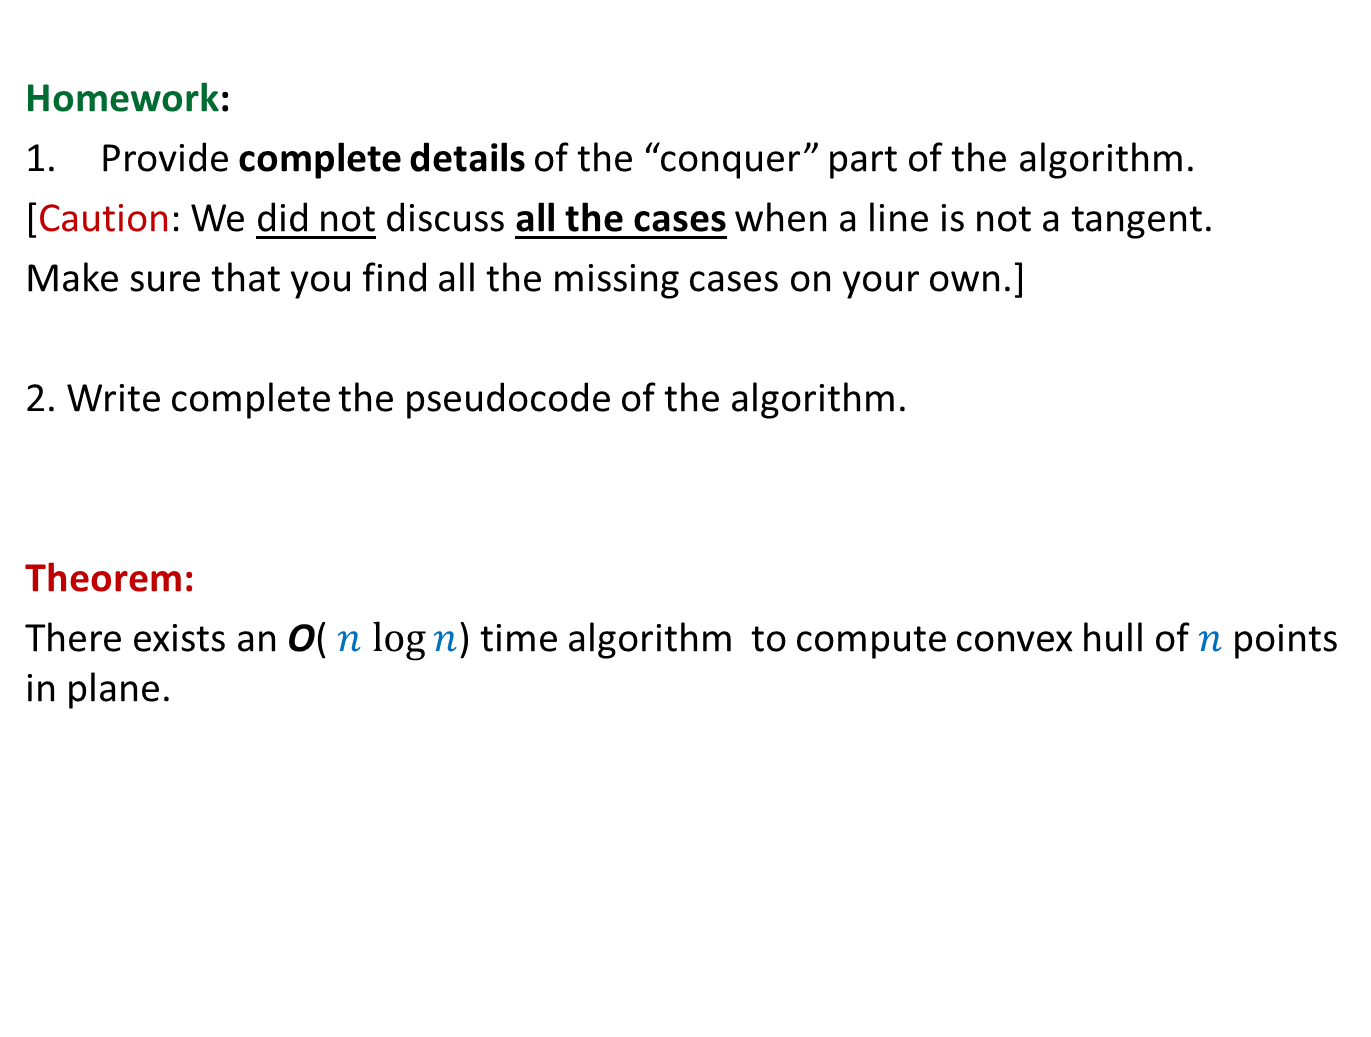 Homework:
1. Provide complete details of the “conquer” part of the algorithm.
[Caution: We did not discuss all the cases when a line is not a tangent.
Make sure that you find all the missing cases on your own.]
2. Write complete the pseudocode of the algorithm.
Theorem:
There exists an O( n log n) time algorithm to compute convex hull of n points
in plane.